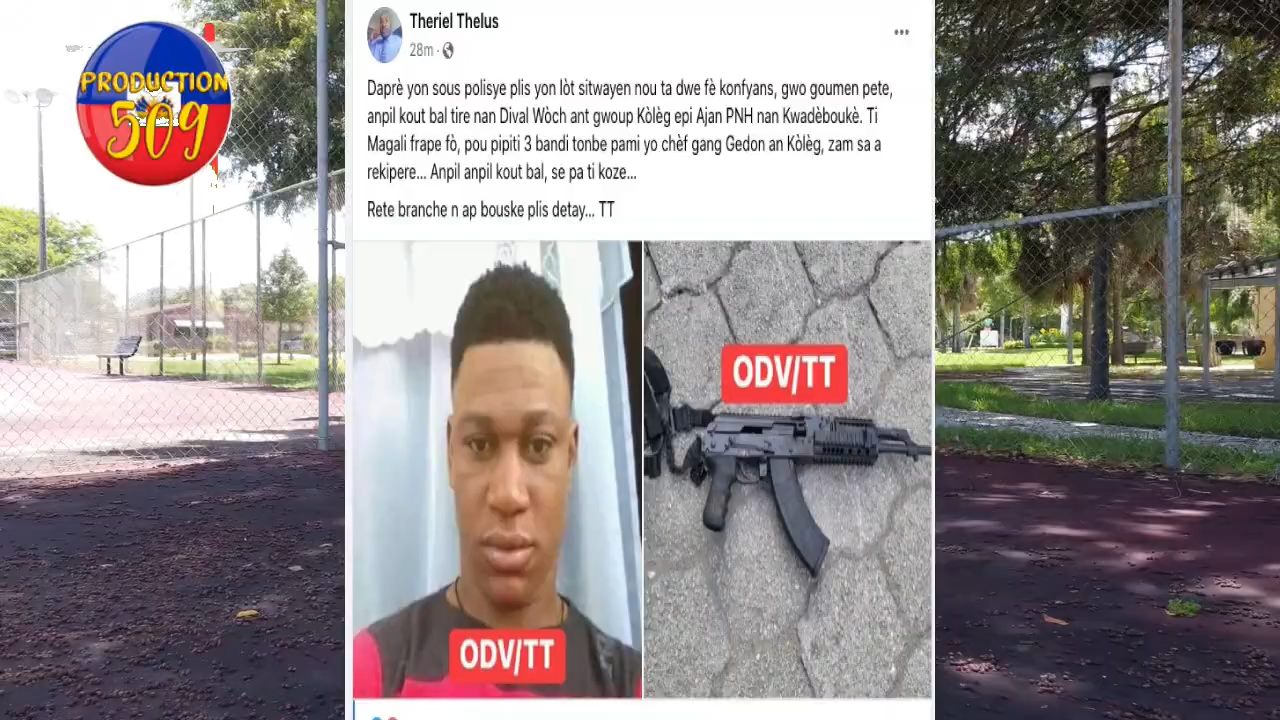 PRODUCTION
509
Theriel Thelus
28m ·
Daprè yon sous polisye plis yon lòt sitwayen nou ta dwe fè konfyans, gwo goumen pete,
anpil kout bal tire nan Dival Wòch ant gwoup Kòlèg epi Ajan PNH nan Kwadèboukè. Ti
Magali frape fò, pou pipiti 3 bandi tonbe pami yo chèf gang Gedon an Kòlèg, zam sa a
rekipere... Anpil anpil kout bal, se pa ti koze...
Rete branche n ap bouske plis detay... TT
ODV/TT
ODV/TT